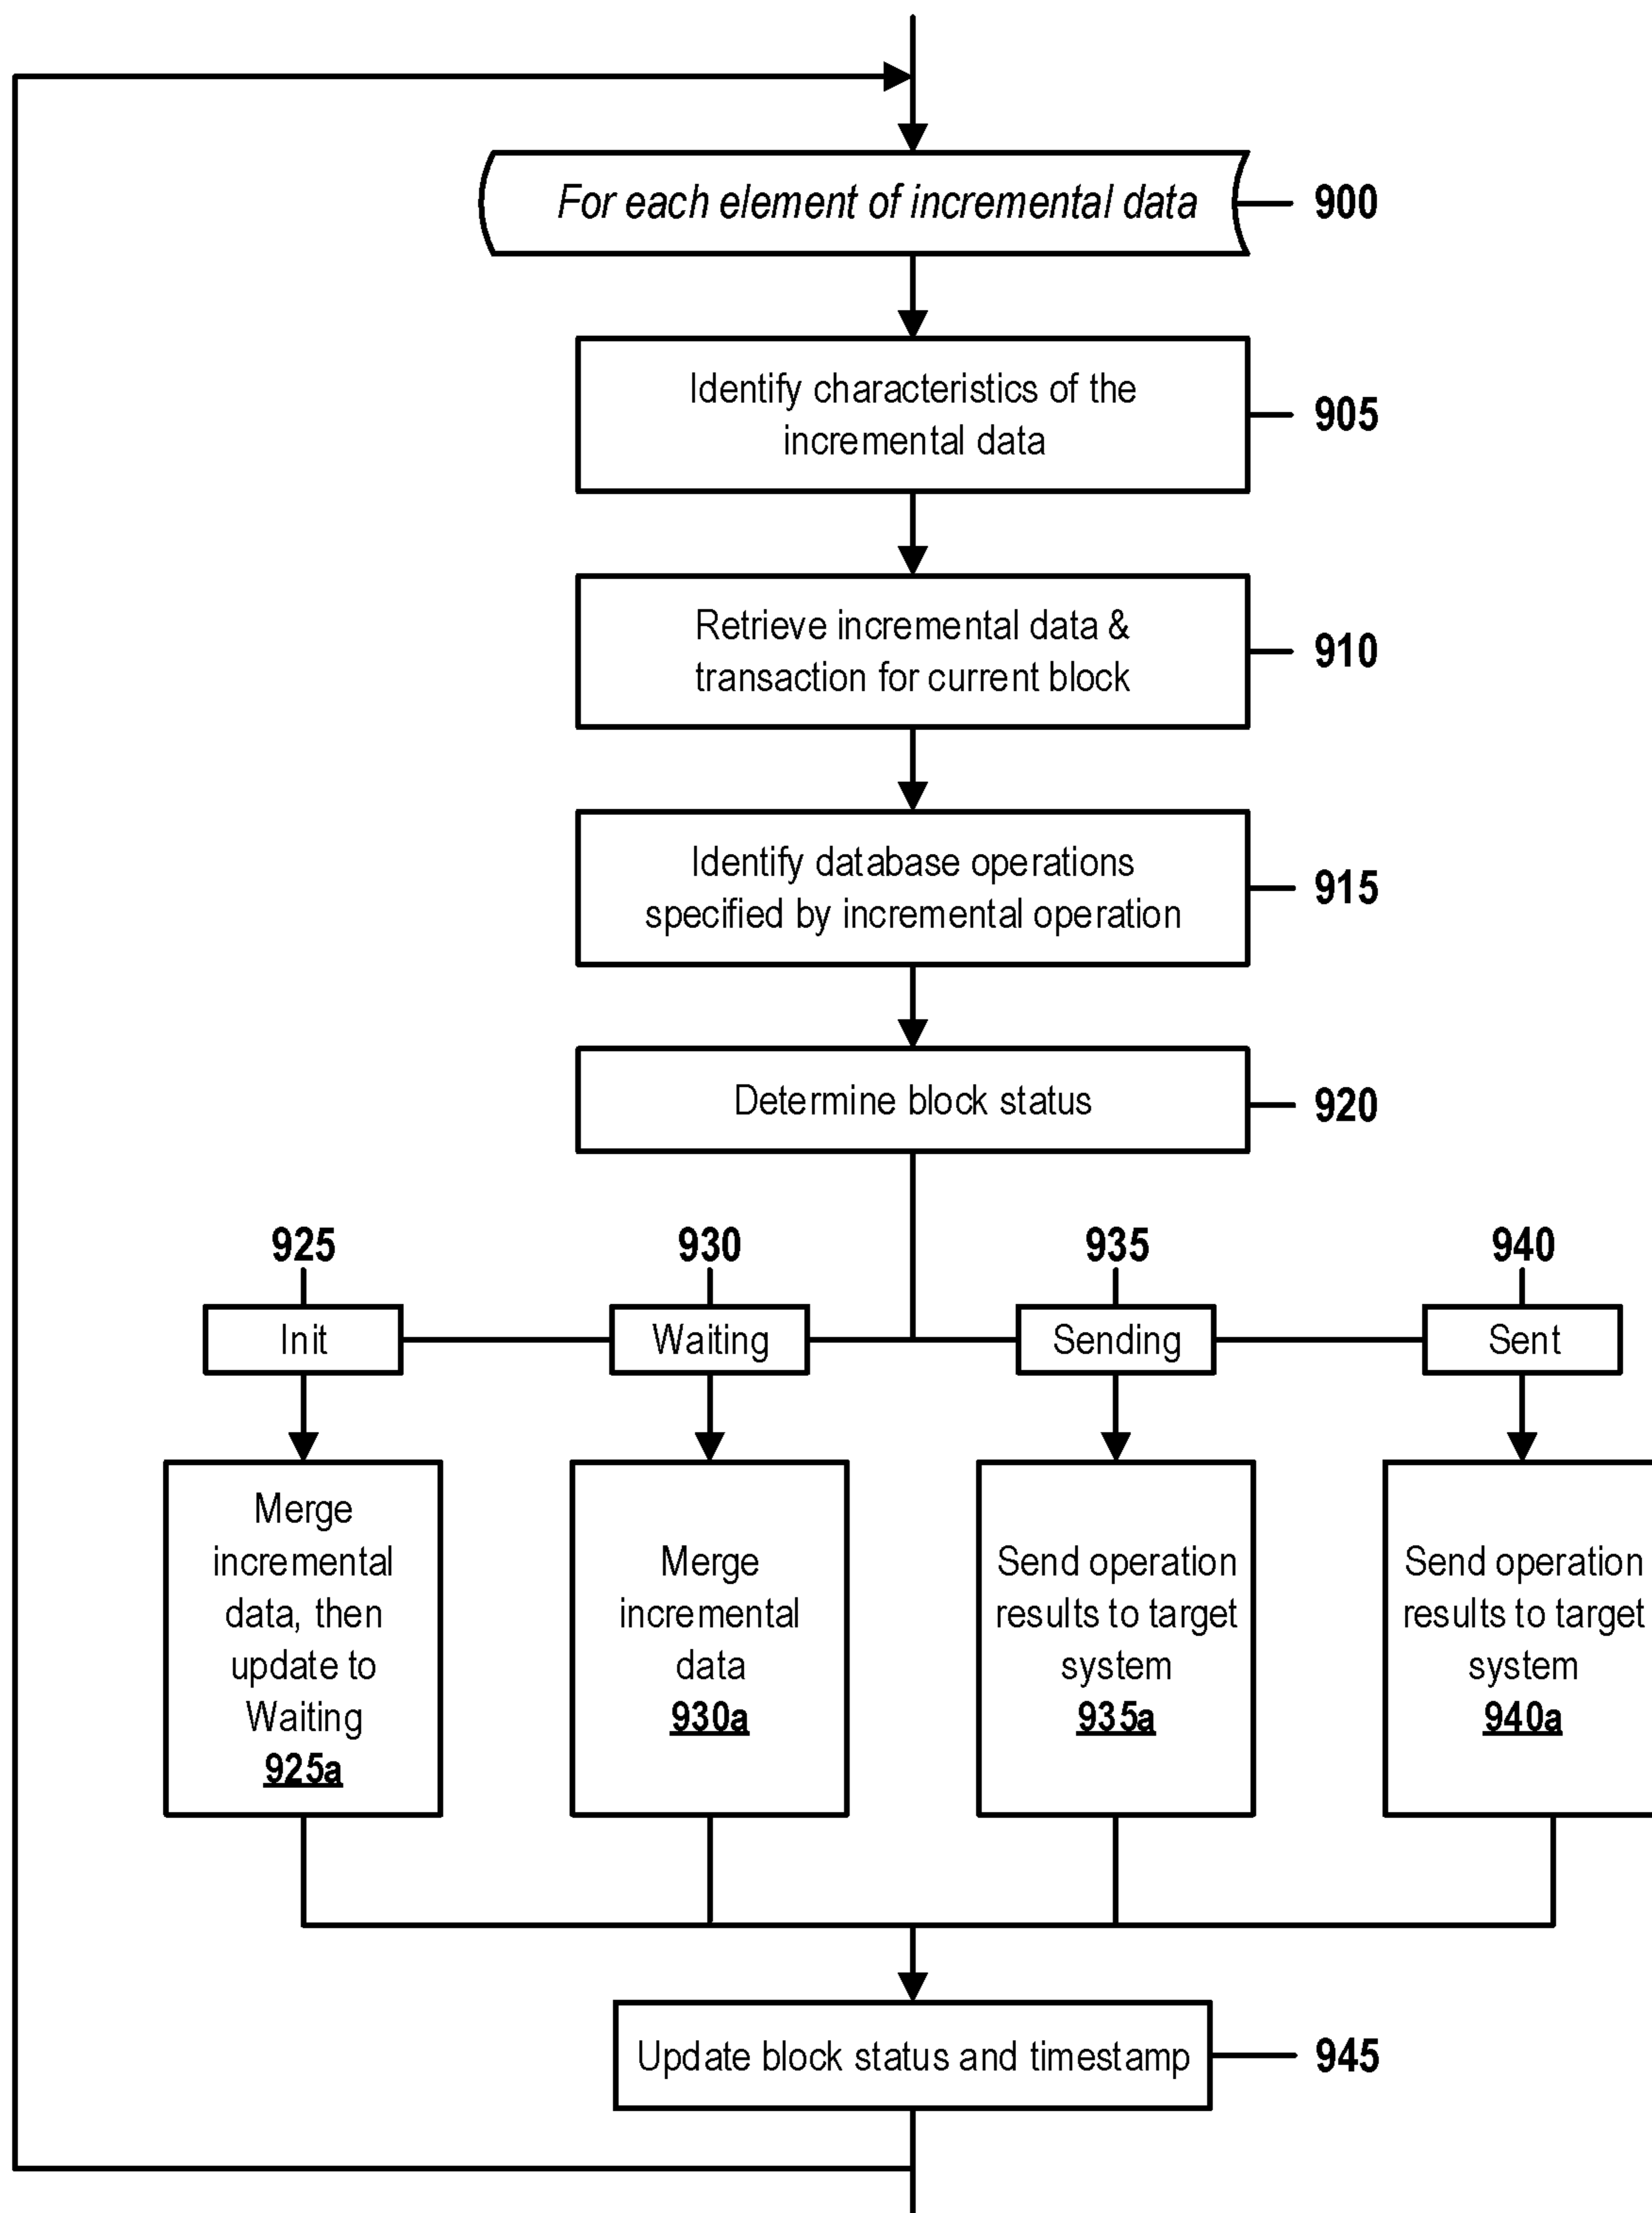 For each element of incremental data
900
Identify characteristics of the
incremental data
905
Retrieve incremental data &
transaction for current block
910
Identify database operations
specified by incremental operation
915
Determine block status
920
925
930
935
940
Init
Waiting
Sending
Sent
Merge
incremental
data, then
update to
Waiting
925a
Merge
incremental
data
930a
Send operation
results to target
system
935a
Send operation
results to target
system
940a
Update block status and timestamp
945